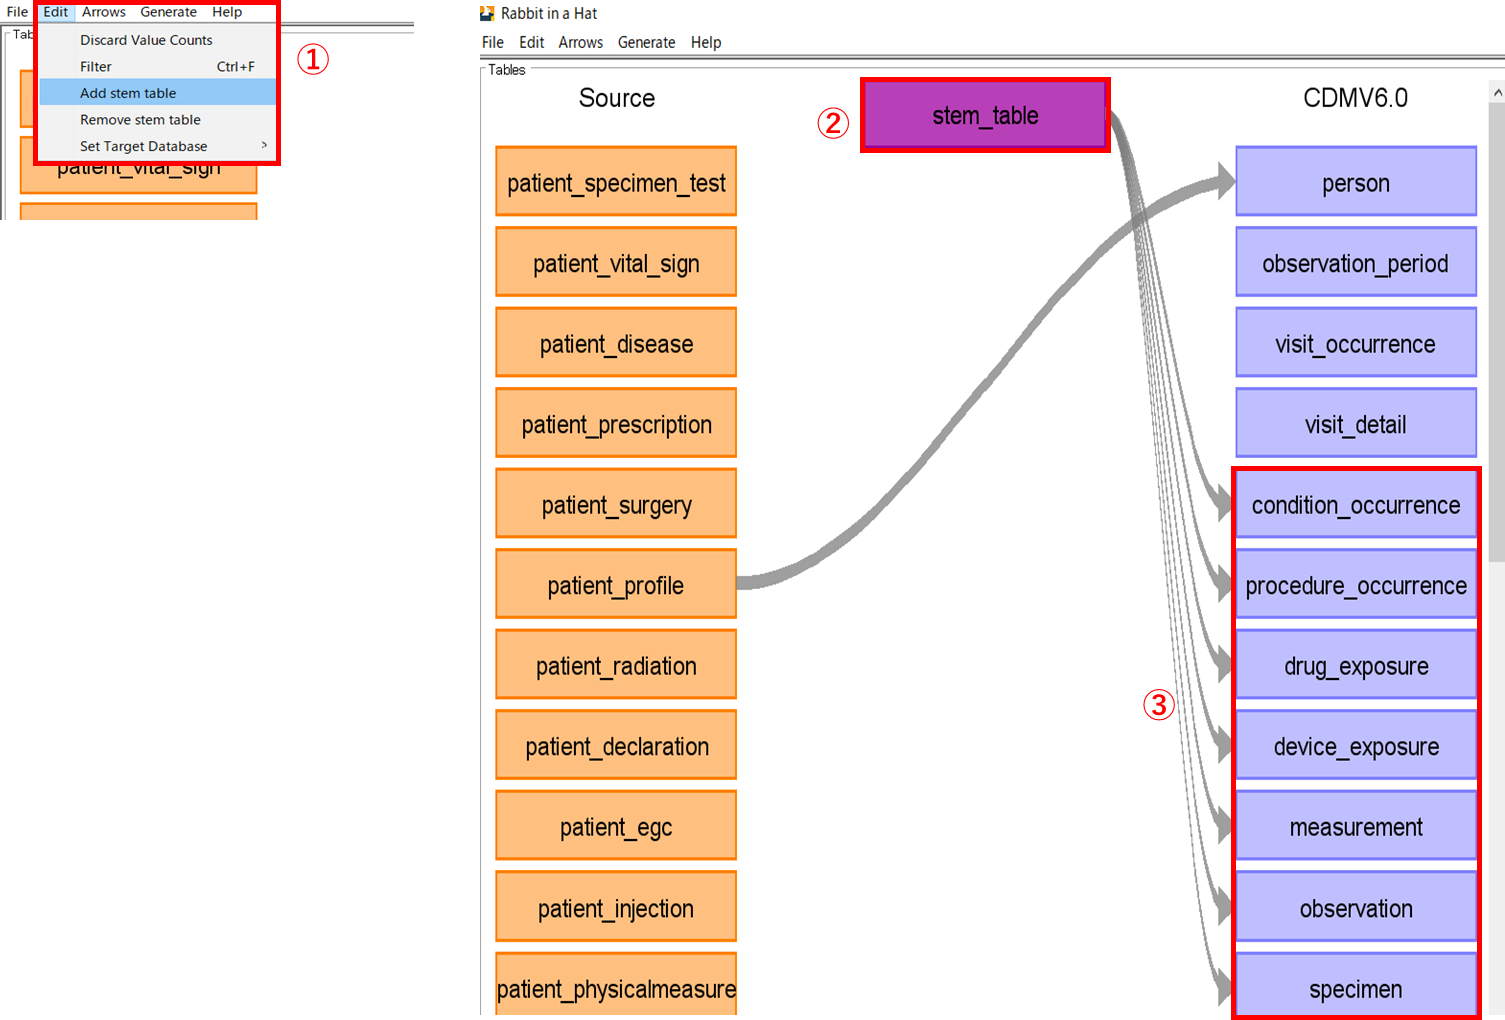 File Edit Arrows Generate Help
Discard Value Counts
Filter Ctrl+F
Add stem table
Remove stem table
Set Target Database >
patient_vital_sign
①
Rabbit in a Hat
File Edit Arrows Generate Help
Tables
Source
stem_table
CDMV6.0
②
patient_specimen_test
person
patient_vital_sign
observation_period
patient_disease
visit_occurrence
patient_prescription
visit_detail
patient_surgery
condition_occurrence
patient_profile
procedure_occurrence
patient_radiation
drug_exposure
③
patient_declaration
device_exposure
patient_egc
measurement
patient_injection
observation
patient_physicalmeasure
specimen